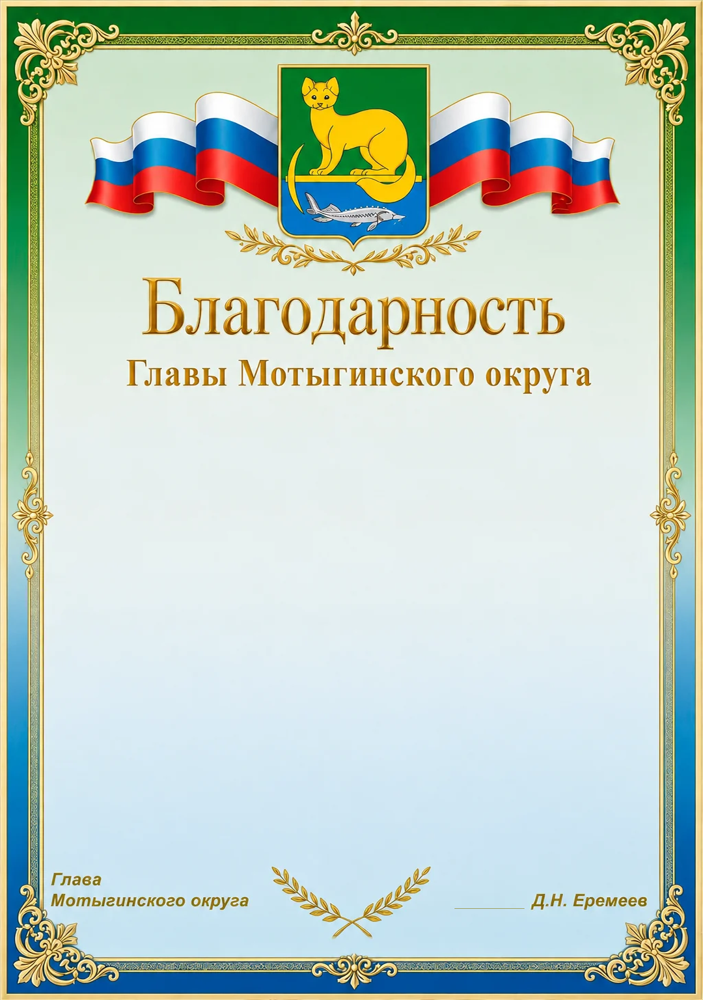 Благодарность
Главы Мотыгинского округа
Глава
Мотыгинского округа
Д.Н. Еремеев